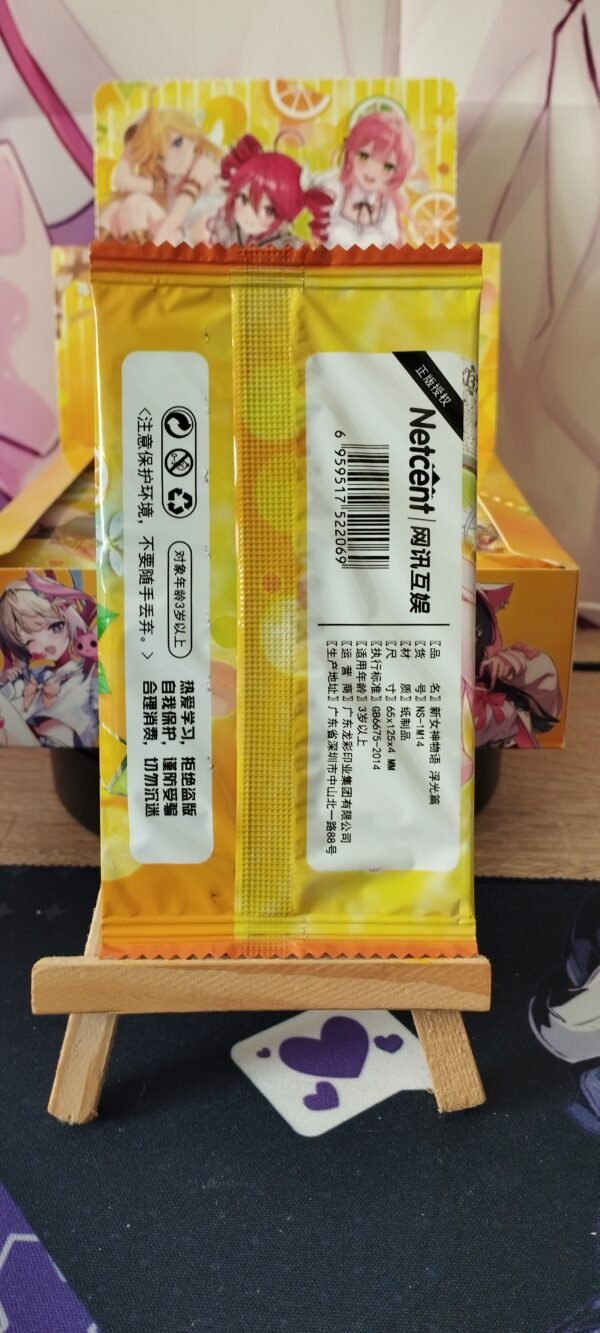 正版授权
Netcent 网讯互娱
6 959517 522069
〖品 名〗新女神物语 浮光篇
〖货 号〗NS-1M14
〖材 质〗纸制品
〖尺 寸〗65x125x4 MM
〖执行标准〗GB6675-2014
〖适用年龄〗3岁以上
〖运 营 商〗广东龙彩印业集团有限公司
〖生产地址〗广东省深圳市中山北一路88号
对象年龄3岁以上
<注意保护环境，不要随手丢弃。>
热爱学习，拒绝盗版
自我保护，谨防受骗
合理消费，切勿沉迷